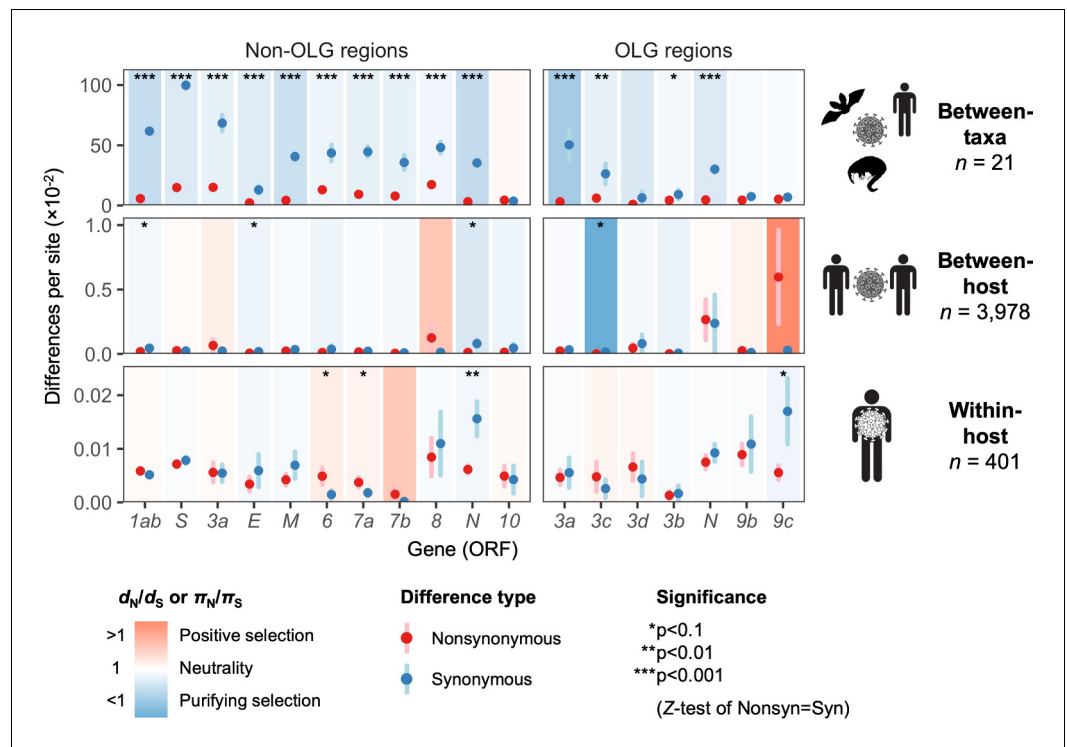 Non-OLG regions
OLG regions
Differences per site (×10⁻²)
100
50
0
*** *** *** *** *** *** *** *** *** ***
*** ** * ***
Between-
taxa
n = 21
1.0
0.5
0.0
* * *
*
Between-
host
n = 3,978
0.02
0.01
0.00
* * **
*
Within-
host
n = 401
1ab S 3a E M 6 7a 7b 8 N 10
3a 3c 3d 3b N 9b 9c
Gene (ORF)
dN/dS or πN/πS
>1 Positive selection
1 Neutrality
<1 Purifying selection
Difference type
Nonsynonymous
Synonymous
Significance
*p<0.1
**p<0.01
***p<0.001
(Z-test of Nonsyn=Syn)